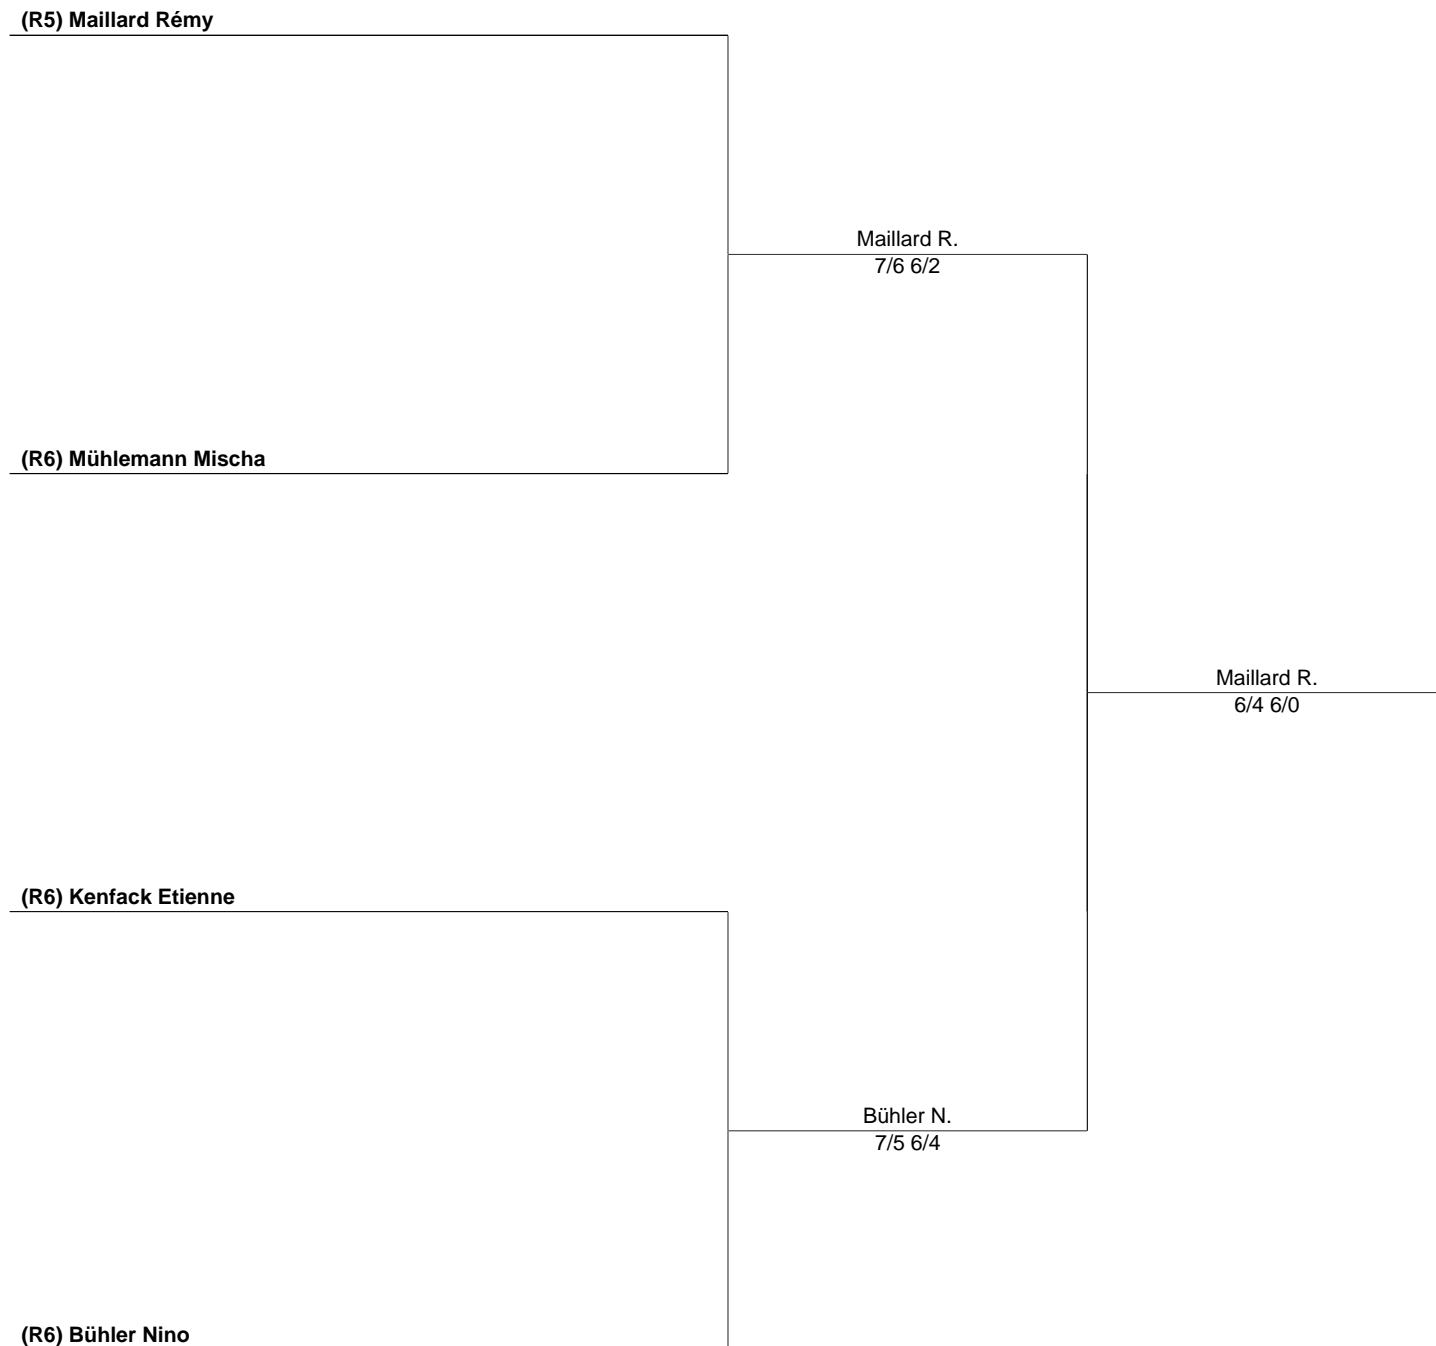 (R5) Maillard Rémy
Maillard R.
7/6 6/2
(R6) Mühlemann Mischa
Maillard R.
6/4 6/0
(R6) Kenfack Etienne
Bühler N.
7/5 6/4
(R6) Bühler Nino